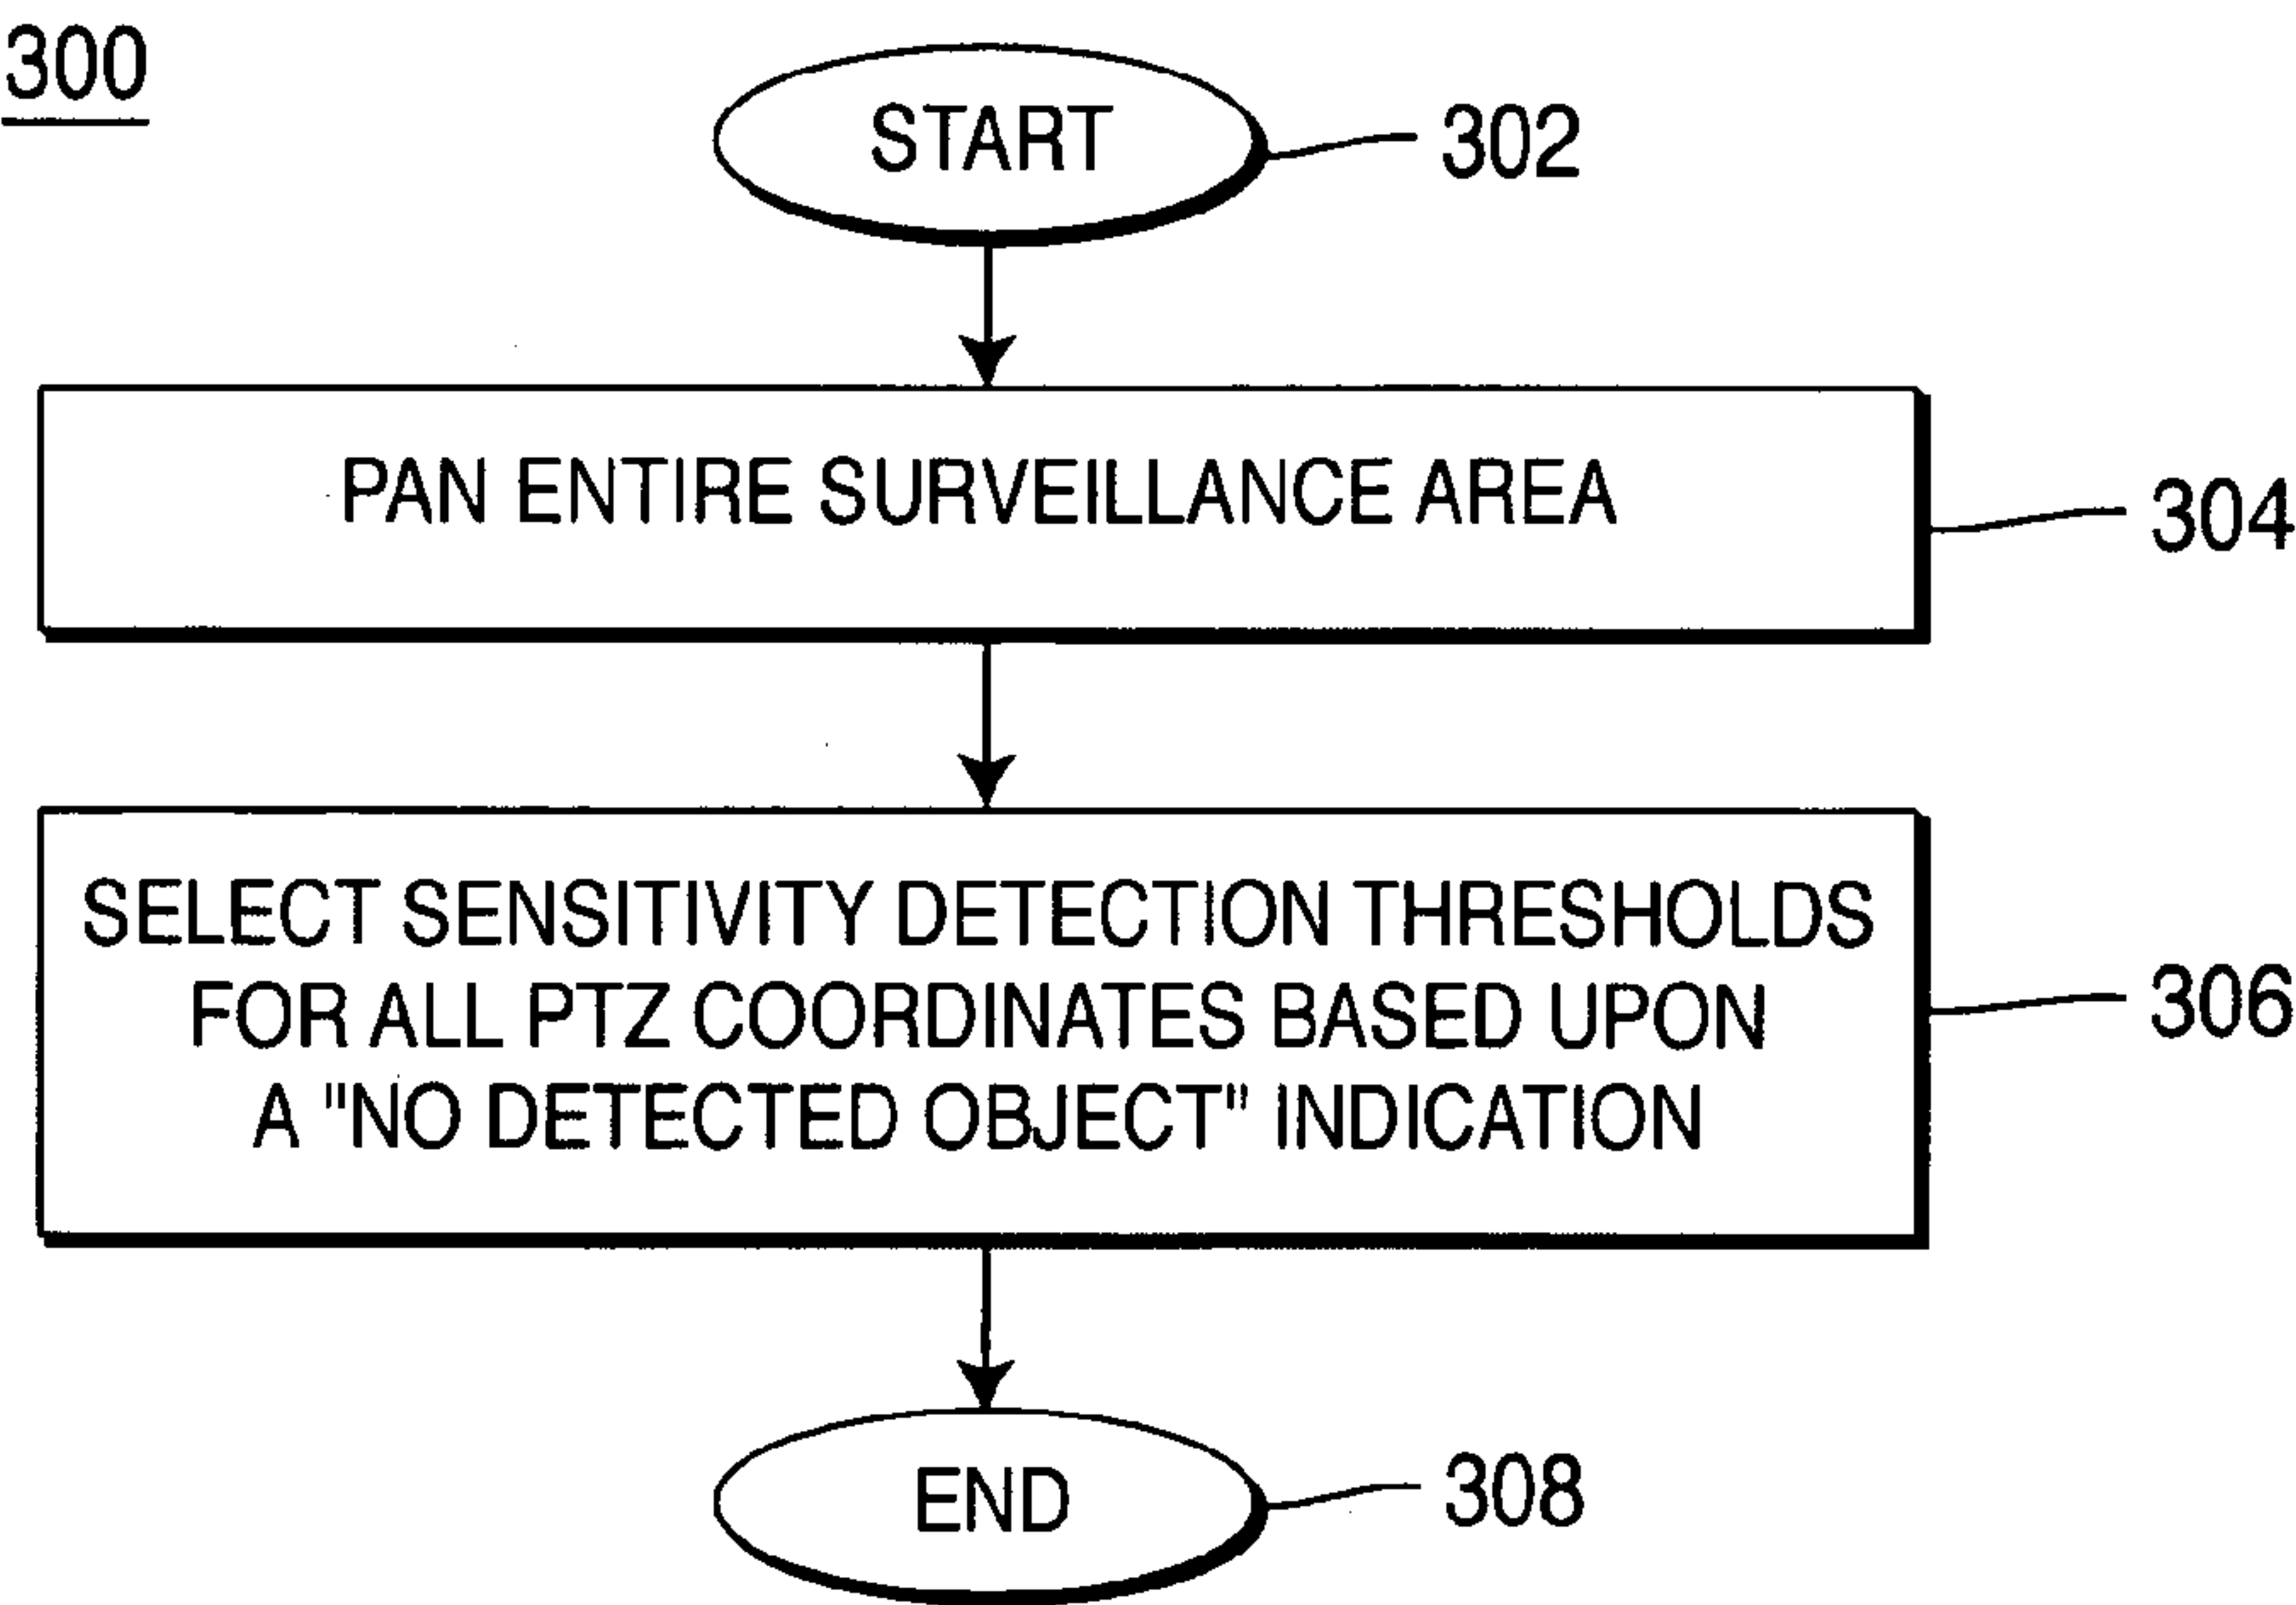 300
START
302
PAN ENTIRE SURVEILLANCE AREA
304
SELECT SENSITIVITY DETECTION THRESHOLDS
FOR ALL PTZ COORDINATES BASED UPON
A "NO DETECTED OBJECT" INDICATION
306
END
308